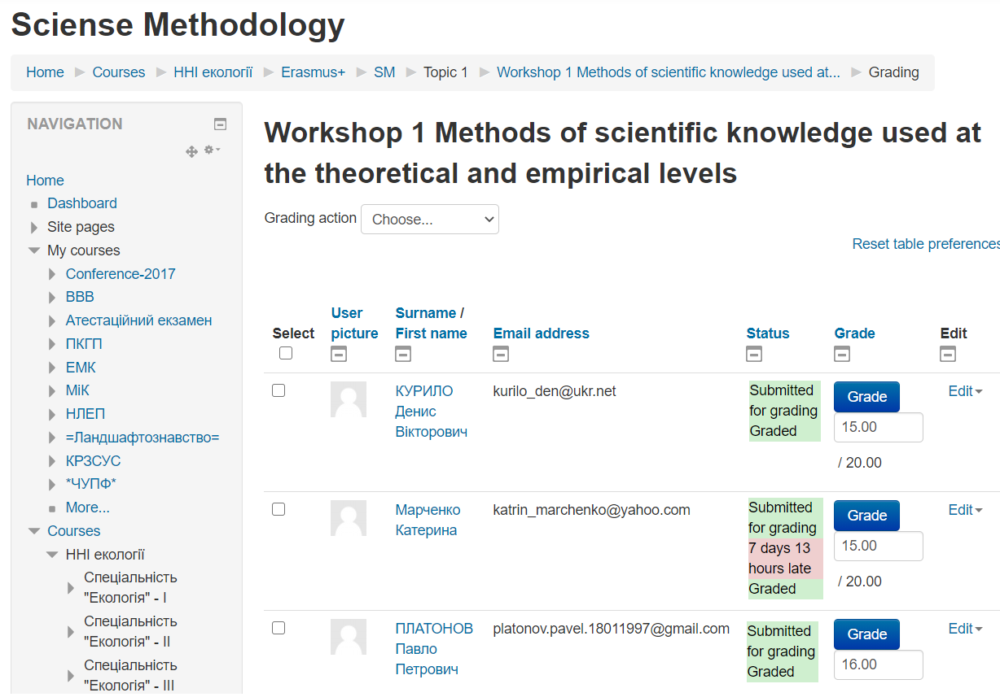 Sciense Methodology
Home Courses ННІ екології Erasmus+ SM Topic 1 Workshop 1 Methods of scientific knowledge used at... Grading
NAVIGATION
Home
Dashboard
Site pages
My courses
Conference-2017
ВВВ
Атестаційний екзамен
ПКГП
ЕМК
МіК
НЛЕП
=Ландшафтознавство=
КРЗСУС
*ЧУПФ*
More...
Courses
ННІ екології
Спеціальність
"Екологія" - I
Спеціальність
"Екологія" - II
Спеціальність
"Екологія" - III
Workshop 1 Methods of scientific knowledge used at
the theoretical and empirical levels
Grading action Choose...
Reset table preferences
Select
User
picture
Surname /
First name
Email address
Status
Grade
Edit
КУРИЛО
Денис
Вікторович
kurilo_den@ukr.net
Submitted
for grading
Graded
Grade
15.00
/ 20.00
Edit
Марченко
Катерина
katrin_marchenko@yahoo.com
Submitted
for grading
7 days 13
hours late
Graded
Grade
15.00
/ 20.00
Edit
ПЛАТОНОВ
Павло
Петрович
platonov.pavel.18011997@gmail.com
Submitted
for grading
Graded
Grade
16.00
Edit